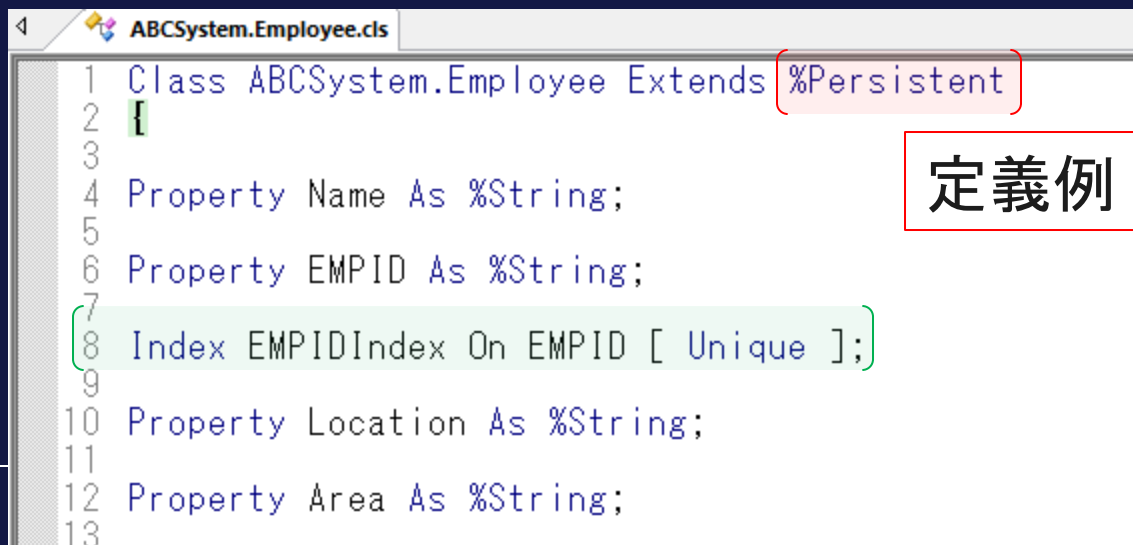 ABCSystem.Employee.cls
1 Class ABCSystem.Employee Extends %Persistent
2 {
3
定義例
4 Property Name As %String;
5
6 Property EMPID As %String;
7
8 Index EMPIDIndex On EMPID [ Unique ];
9
10 Property Location As %String;
11
12 Property Area As %String;
13